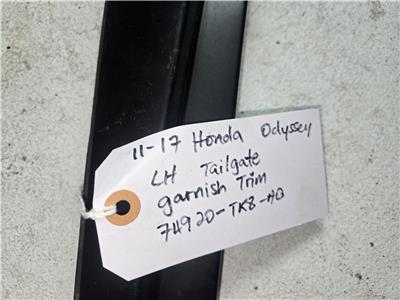 11-17 Honda Odyssey
LH Tailgate
garnish Trim
74920-TK8-A0